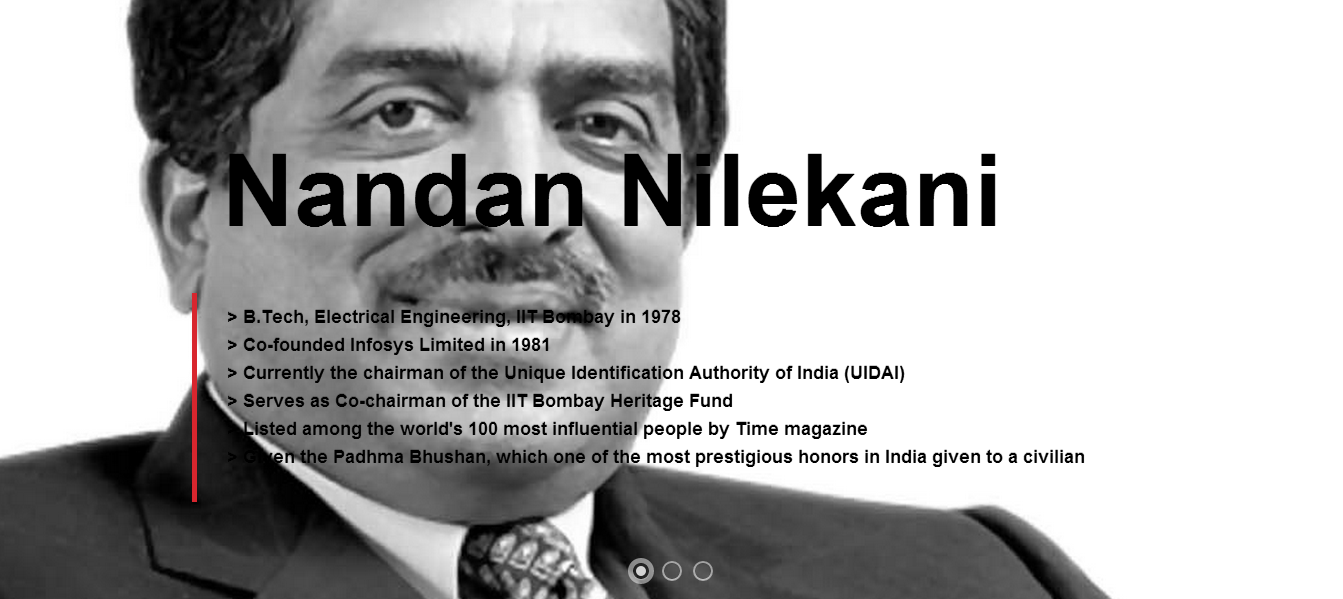 Nandan Nilekani
> B.Tech, Electrical Engineering, IIT Bombay in 1978
> Co-founded Infosys Limited in 1981
> Currently the chairman of the Unique Identification Authority of India (UIDAI)
> Serves as Co-chairman of the IIT Bombay Heritage Fund
Listed among the world's 100 most influential people by Time magazine
> Given the Padhma Bhushan, which one of the most prestigious honors in India given to a civilian